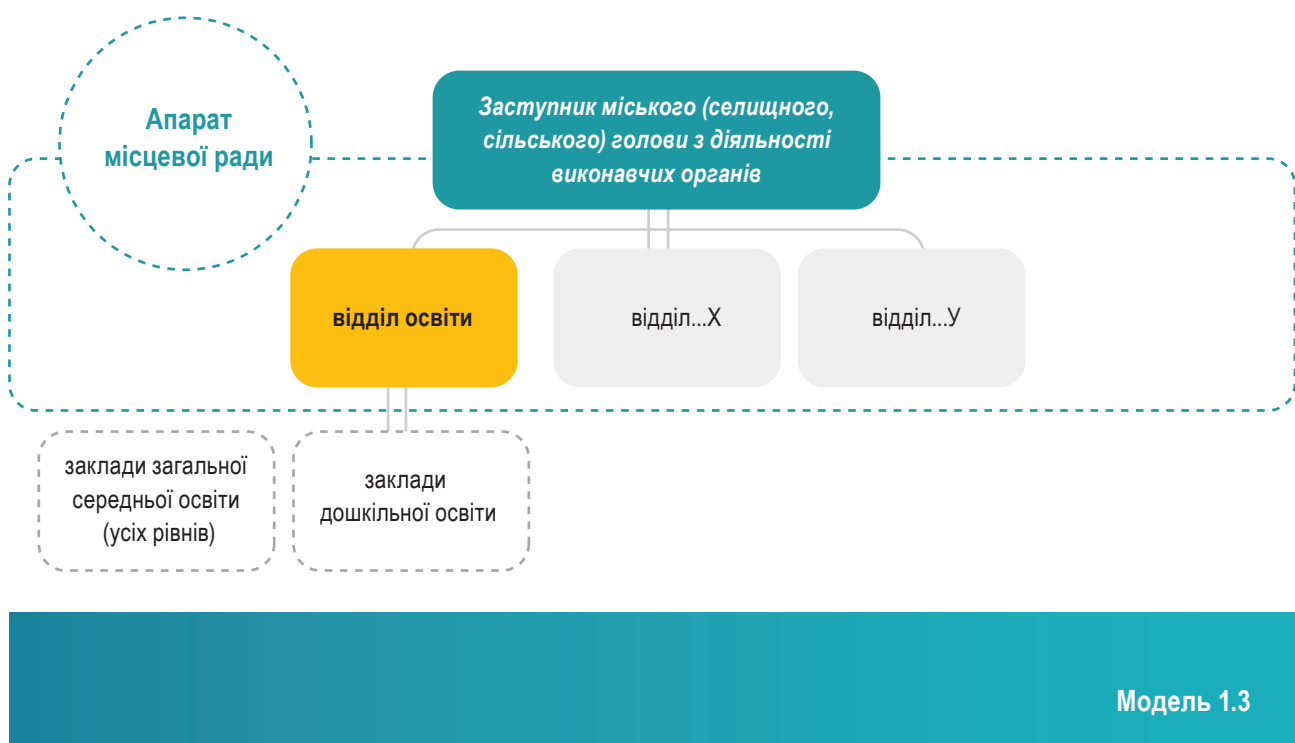 Апарат
місцевої ради
Заступник міського (селищного,
сільського) голови з діяльності
виконавчих органів
відділ освіти
відділ...Х
відділ...У
заклади загальної
середньої освіти
(усіх рівнів)
заклади
дошкільної освіти
Модель 1.3